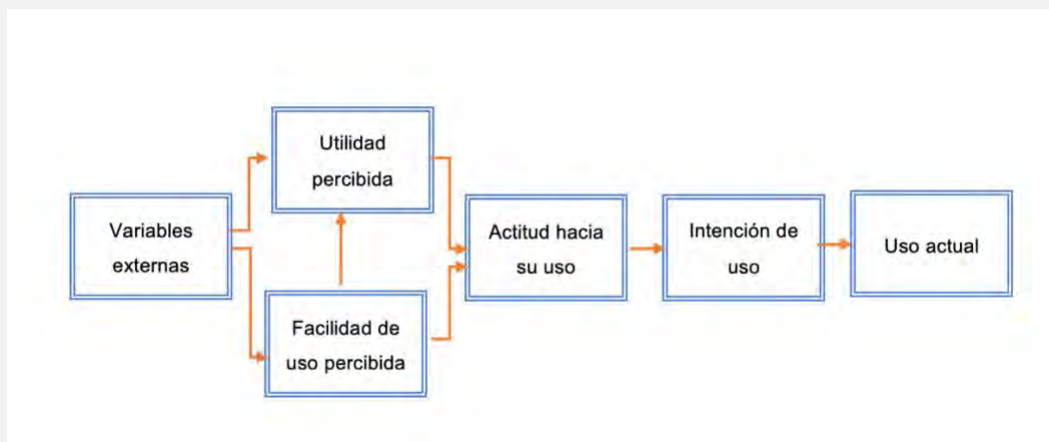 Utilidad
percibida
Variables
externas
Facilidad de
uso percibida
Actitud hacia
su uso
Intención de
uso
Uso actual